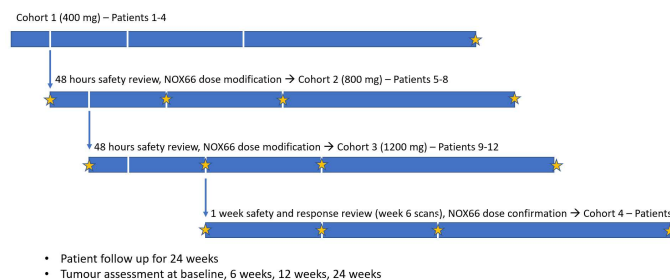 Cohort 1 (400 mg) – Patients 1-4
48 hours safety review, NOX66 dose modification → Cohort 2 (800 mg) – Patients 5-8
48 hours safety review, NOX66 dose modification → Cohort 3 (1200 mg) – Patients 9-12
1 week safety and response review (week 6 scans), NOX66 dose confirmation → Cohort 4 – Patients
• Patient follow up for 24 weeks
• Tumour assessment at baseline, 6 weeks, 12 weeks, 24 weeks